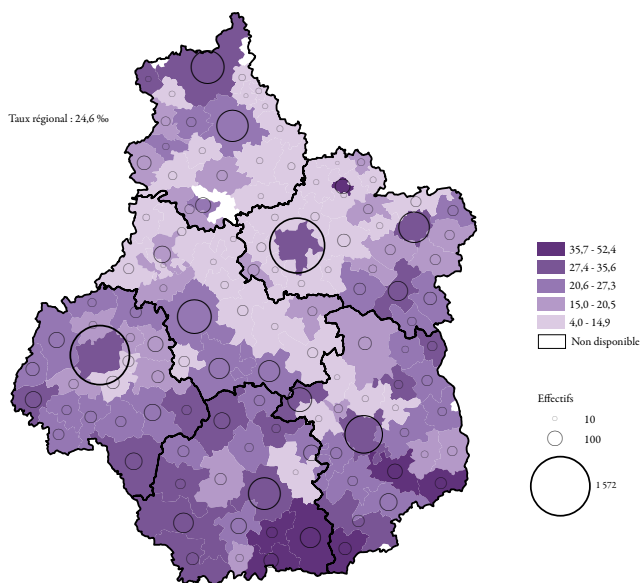 Taux régional : 24,6 ‰
35,7 - 52,4
27,4 - 35,6
20,6 - 27,3
15,0 - 20,5
4,0 - 14,9
Non disponible
Effectifs
10
100
1 572